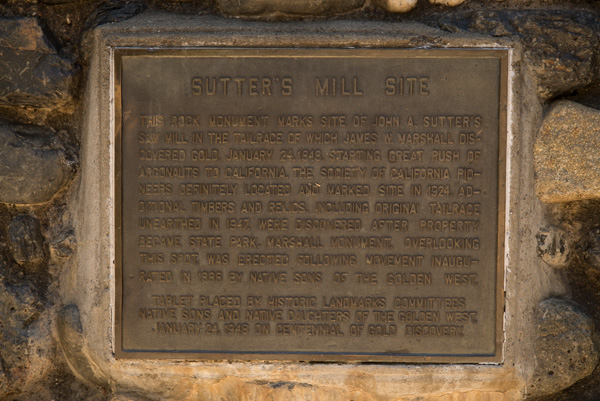 SUTTER'S MILL SITE
THIS ROCK MONUMENT MARKS SITE OF JOHN A. SUTTER'S
SAW MILL IN THE TAILRACE OF WHICH JAMES W. MARSHALL DIS-
COVERED GOLD, JANUARY 24, 1848, STARTING GREAT RUSH OF
ARGONAUTS TO CALIFORNIA. THE SOCIETY OF CALIFORNIA PIO-
NEERS DEFINITELY LOCATED AND MARKED SITE IN 1924. AD-
DITIONAL TIMBERS AND RELICS, INCLUDING ORIGINAL TAILRACE
UNEARTHED IN 1947, WERE DISCOVERED AFTER PROPERTY
BECAME STATE PARK. MARSHALL MONUMENT, OVERLOOKING
THIS SPOT, WAS ERECTED FOLLOWING MOVEMENT INAUGU-
RATED IN 1886 BY NATIVE SONS OF THE GOLDEN WEST.
TABLET PLACED BY HISTORIC LANDMARKS COMMITTEES
NATIVE SONS AND NATIVE DAUGHTERS OF THE GOLDEN WEST
JANUARY 24, 1948 ON CENTENNIAL OF GOLD DISCOVERY.